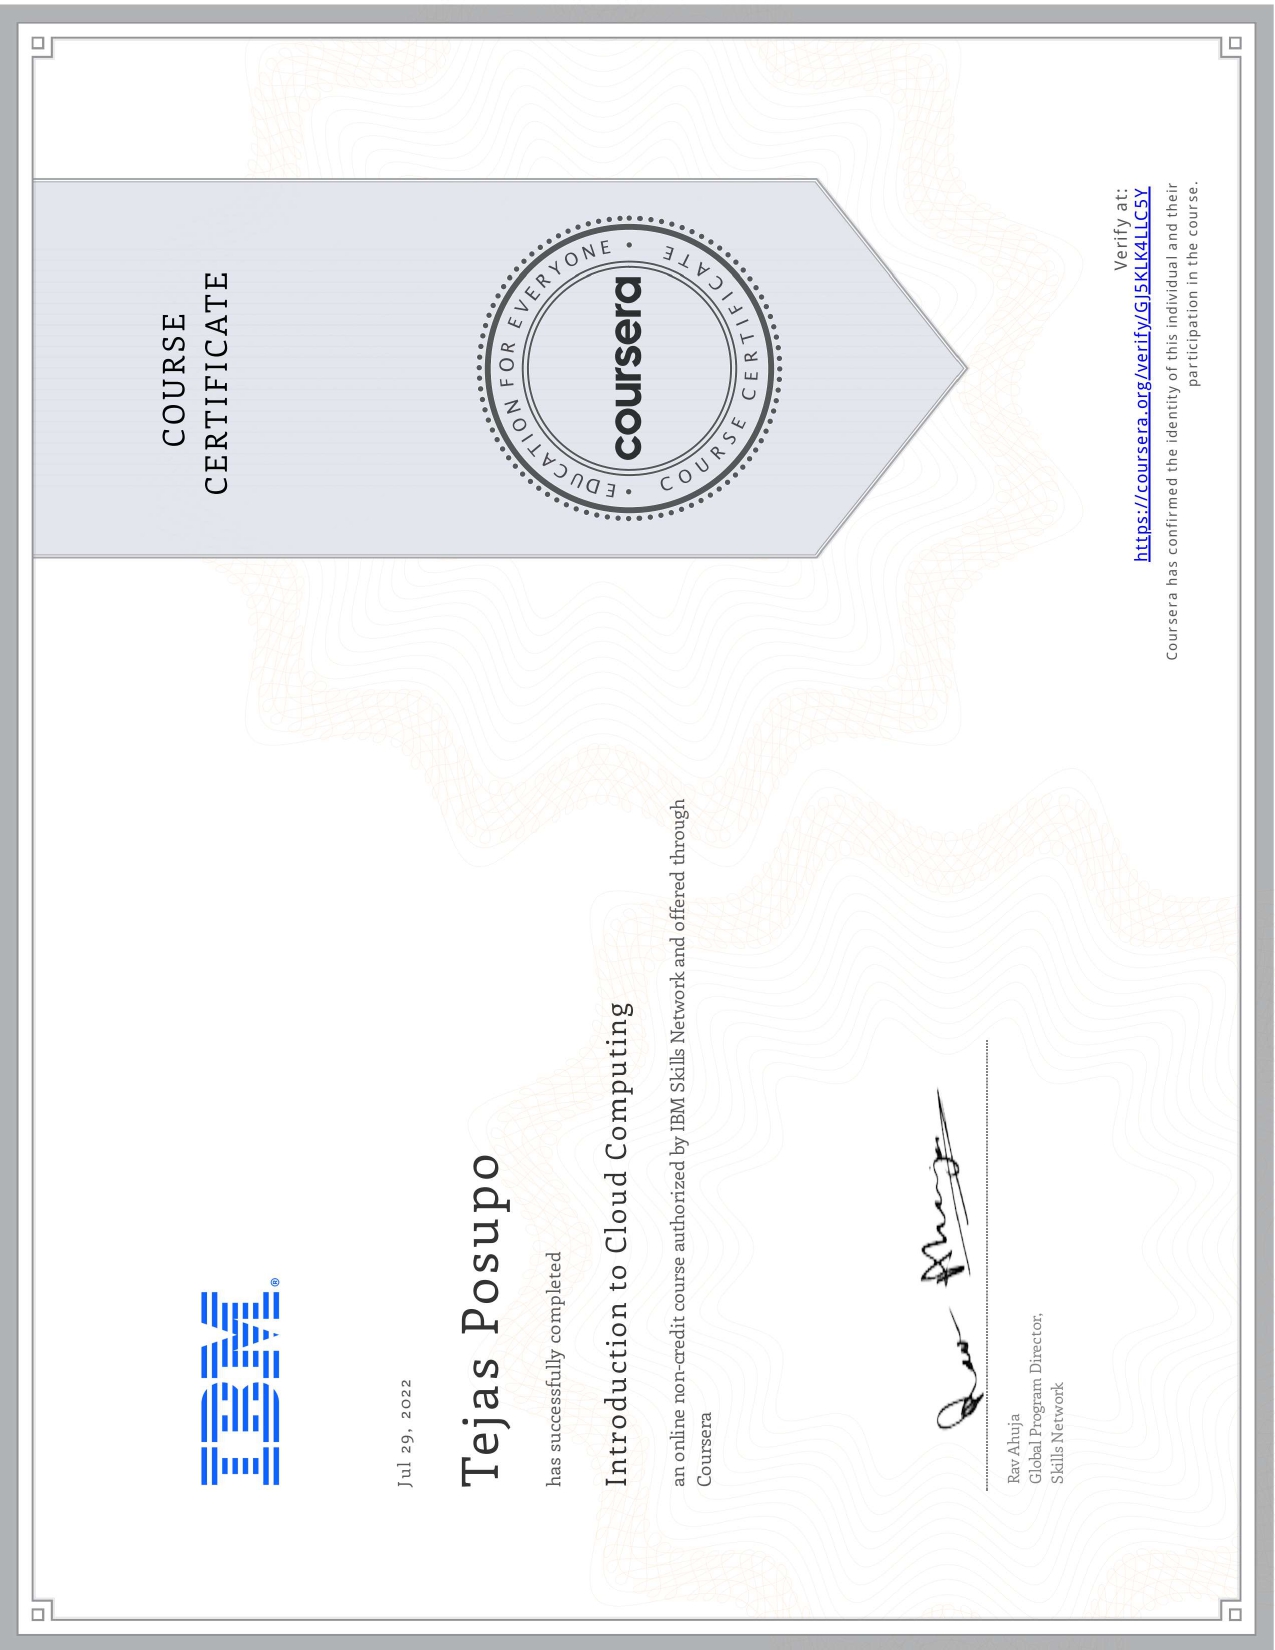 IBM®
COURSE
CERTIFICATE
Jul 29, 2022
Tejas Posupo
has successfully completed
Introduction to Cloud Computing
an online non-credit course authorized by IBM Skills Network and offered through
Coursera
EDUCATION FOR EVERYONE
coursera
COURSE CERTIFICATE
Rav Ahuja
Rav Ahuja
Global Program Director,
Skills Network
Verify at:
https://coursera.org/verify/GJ5KLK4LLC5Y
Coursera has confirmed the identity of this individual and their
participation in the course.